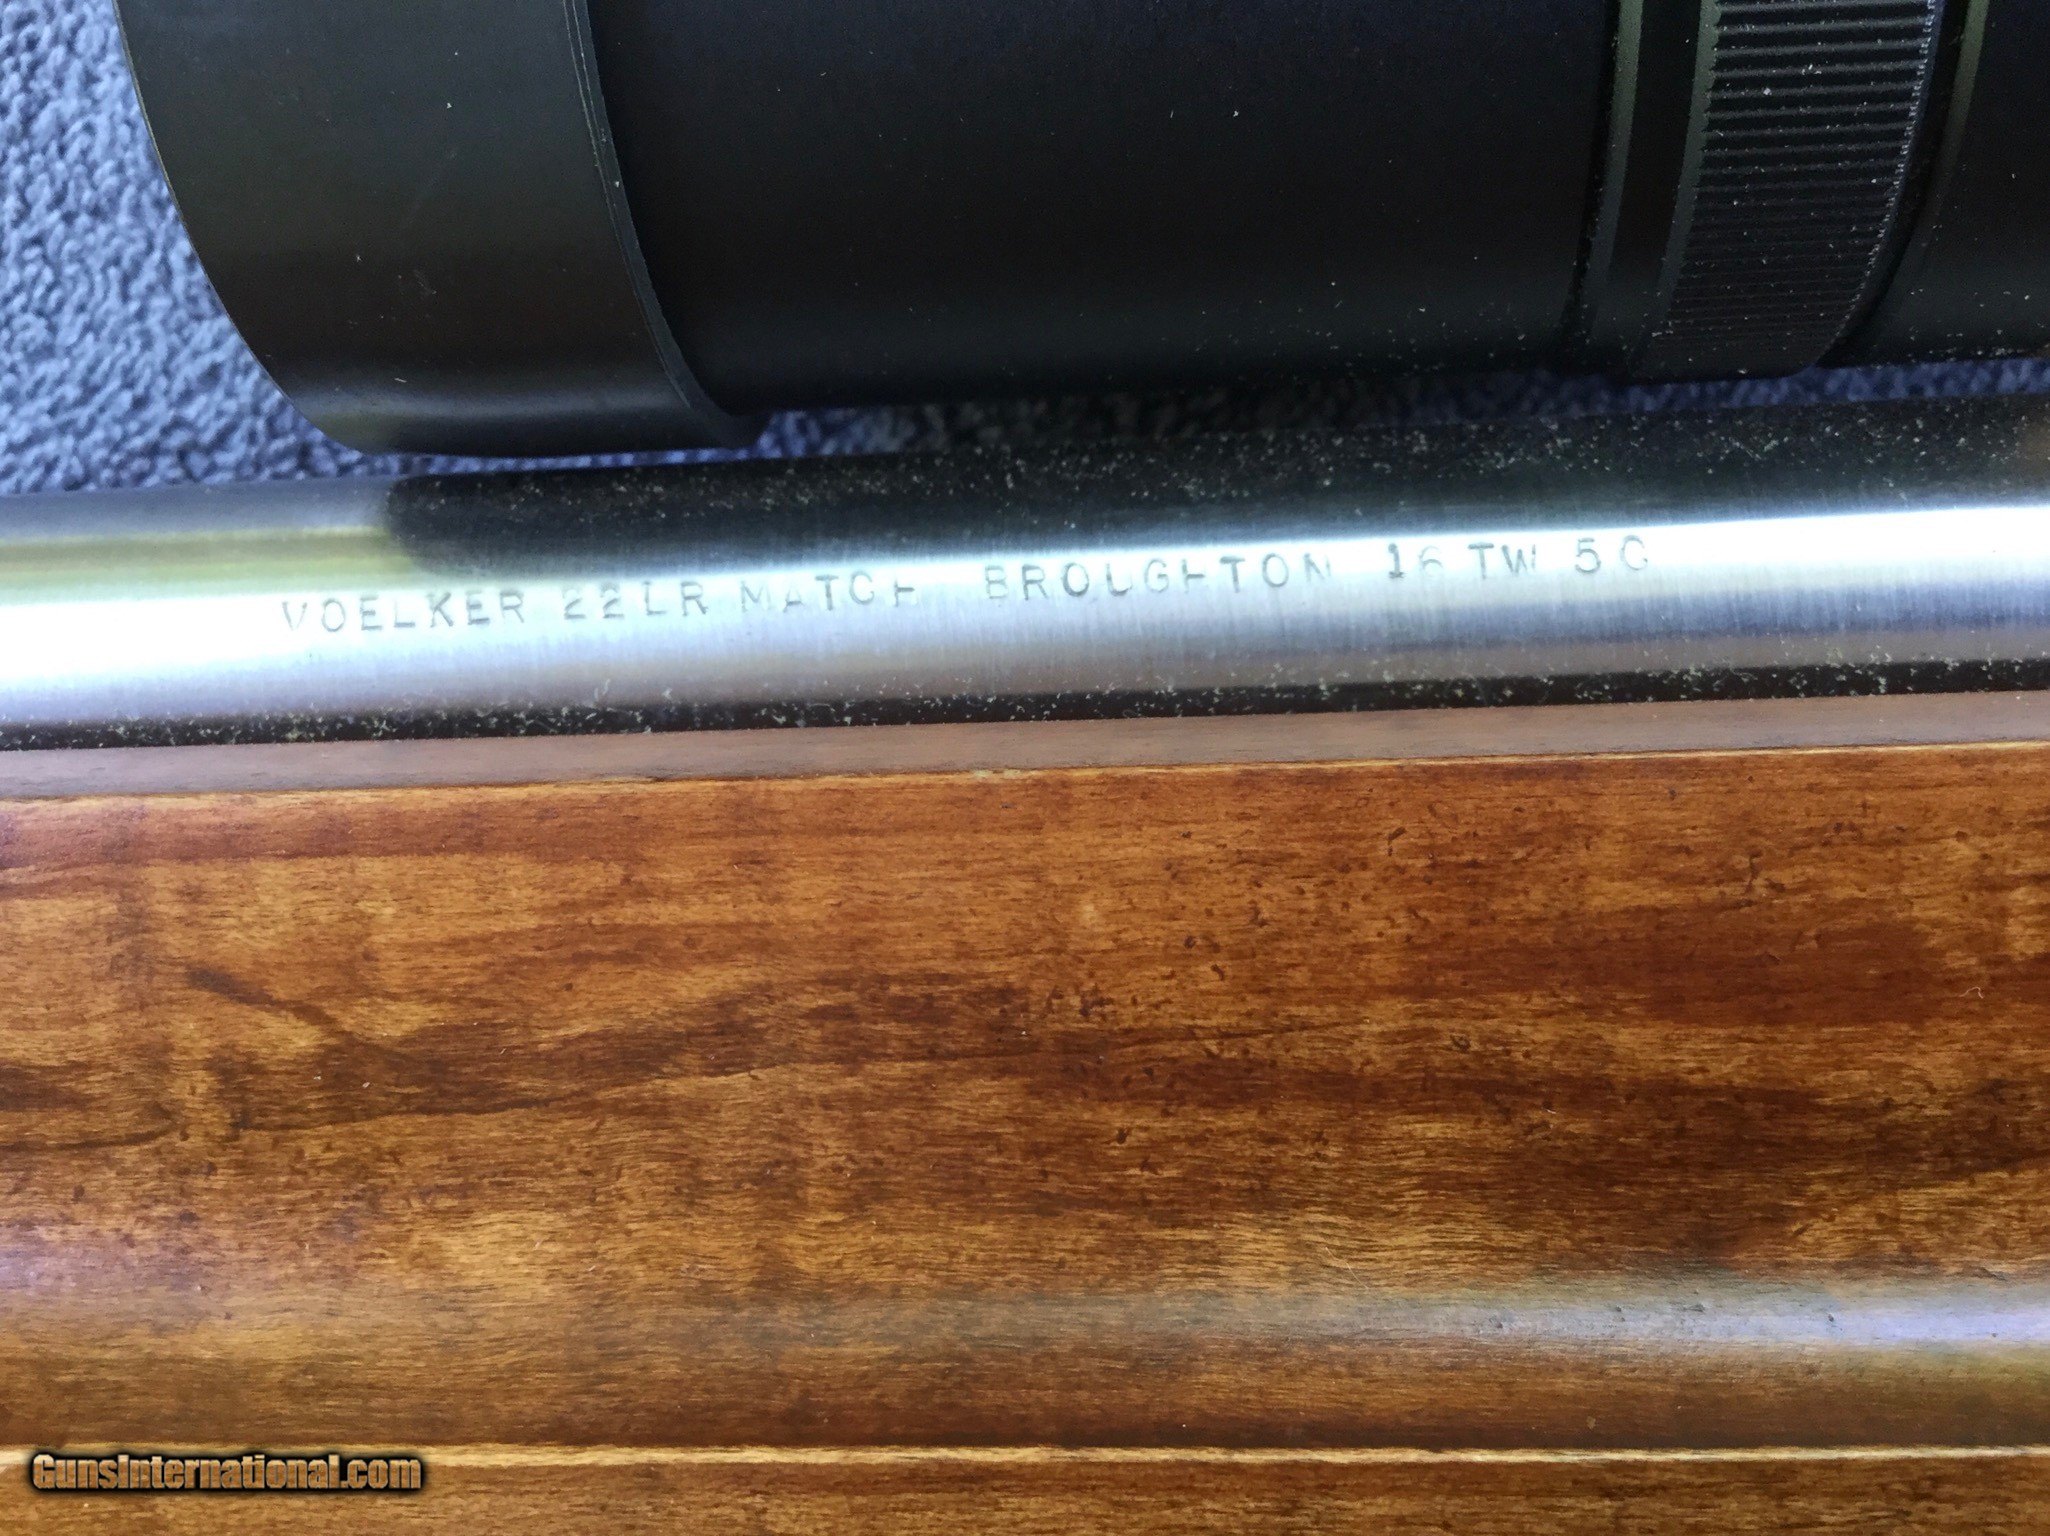 VOELKER 22LR MATCH BROUGHTON 16 TW 5C
GunsInternational.com